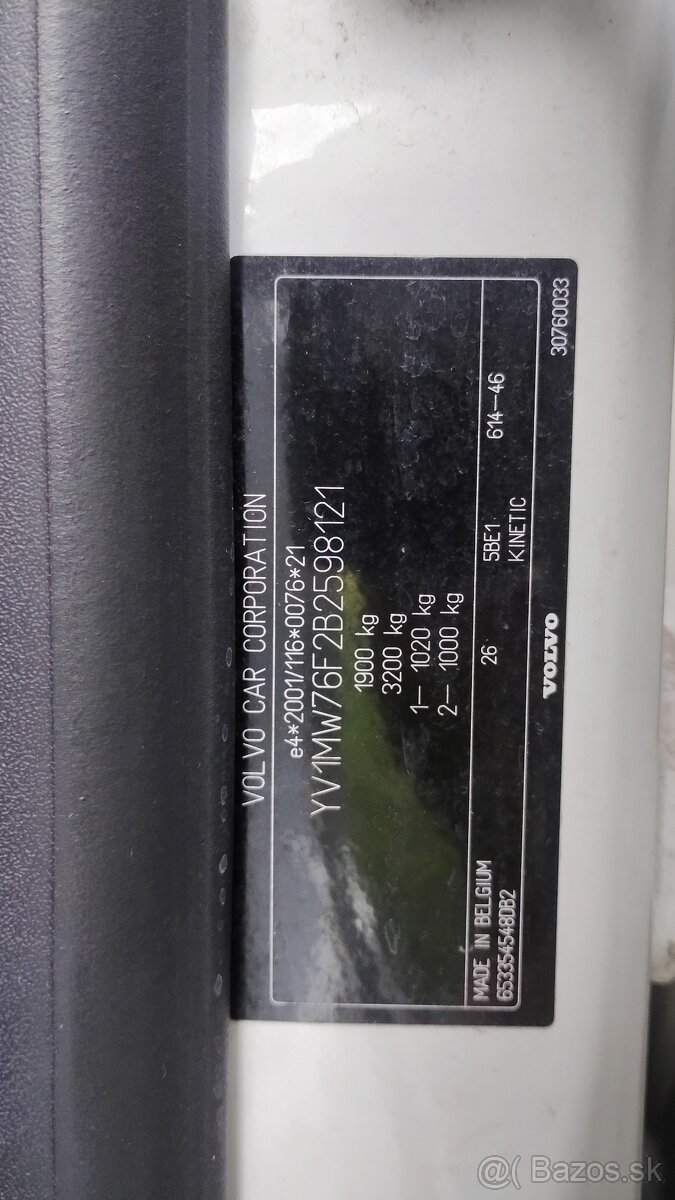 VOLVO CAR CORPORATION
e4*2001/116*0076*21
YV1MW76F2B2598121
1900 kg
3200 kg
1– 1020 kg
2– 1000 kg
MADE IN BELGIUM 26 5BE1 614–46
653354548DB2 KINETIC
VOLVO 30760033
@( Bazos.sk